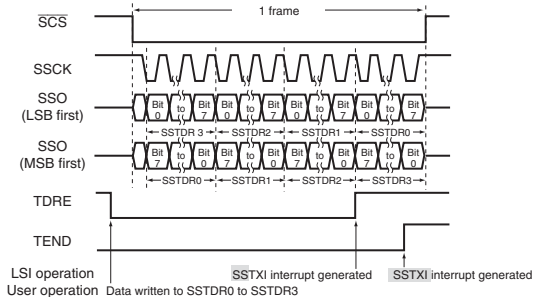 1 frame
SCS
SSCK
SSO
(LSB first)
Bit 0 to Bit 7 Bit 0 to Bit 7 Bit 0 to Bit 7 Bit 0 to Bit 7
SSTDR 3 SSTDR2 SSTDR1 SSTDR0
SSO
(MSB first)
Bit 7 to Bit 0 Bit 7 to Bit 0 Bit 7 to Bit 0 Bit 7 to Bit 0
SSTDR0 SSTDR1 SSTDR2 SSTDR3
TDRE
TEND
LSI operation SSTXI interrupt generated SSTXI interrupt generated
User operation Data written to SSTDR0 to SSTDR3